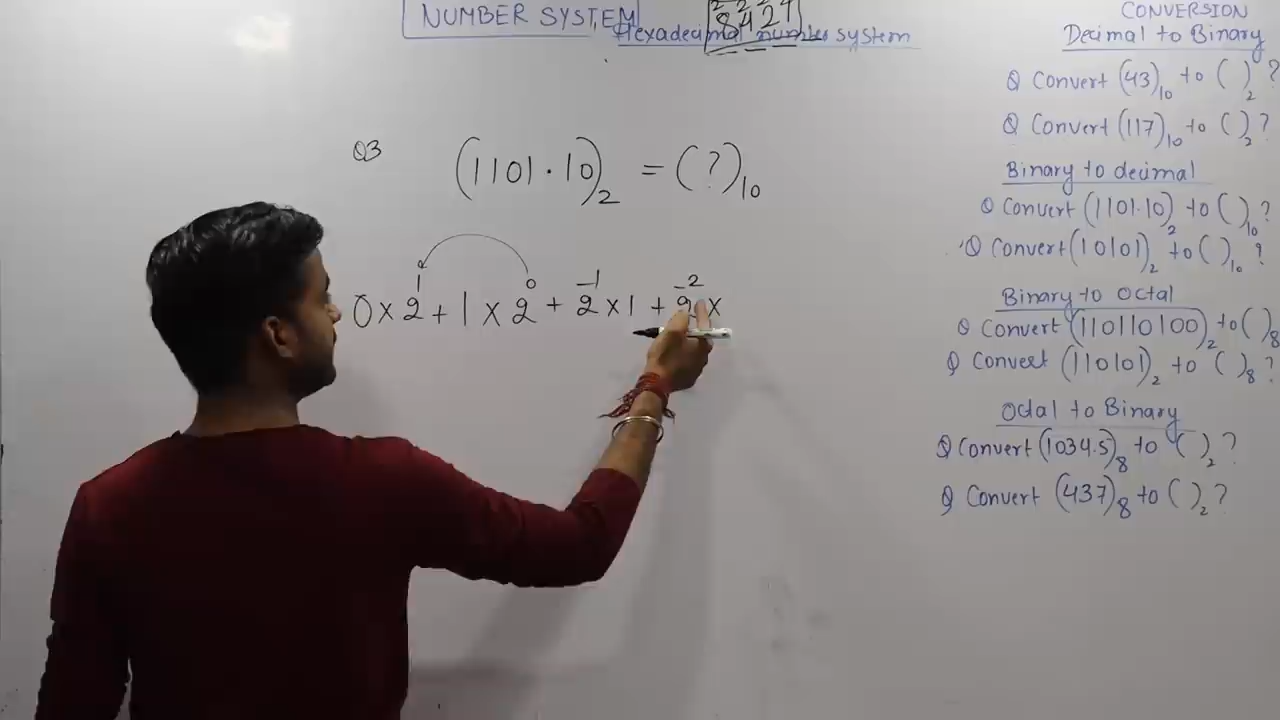 NUMBER SYSTEM
Hexadecimal number system
8421
Q3
(1101.10)₂ = (?)₁₀
0 × 2¹ + 1 × 2⁰ + 2⁻¹ × 1 + 2⁻² ×
CONVERSION
Decimal to Binary
Q Convert (43)₁₀ to ( )₂ ?
Q Convert (117)₁₀ to ( )₂ ?
Binary to decimal
Q Convert (1101.10)₂ to ( )₁₀ ?
Q Convert (10101)₂ to ( )₁₀ ?
Binary to Octal
Q Convert (110110100)₂ to ( )₈
Q Convert (110101)₂ to ( )₈ ?
Octal to Binary
Q Convert (1034.5)₈ to ( )₂ ?
Q Convert (437)₈ to ( )₂ ?